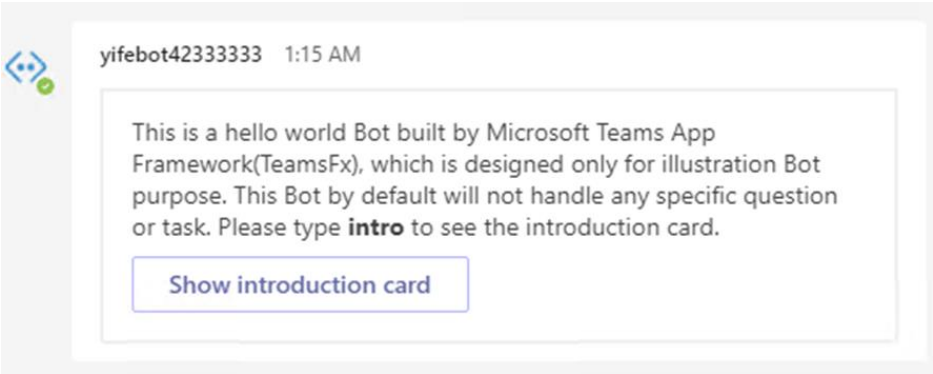 yifebot42333333 1:15 AM
This is a hello world Bot built by Microsoft Teams App
Framework(TeamsFx), which is designed only for illustration Bot
purpose. This Bot by default will not handle any specific question
or task. Please type intro to see the introduction card.
Show introduction card